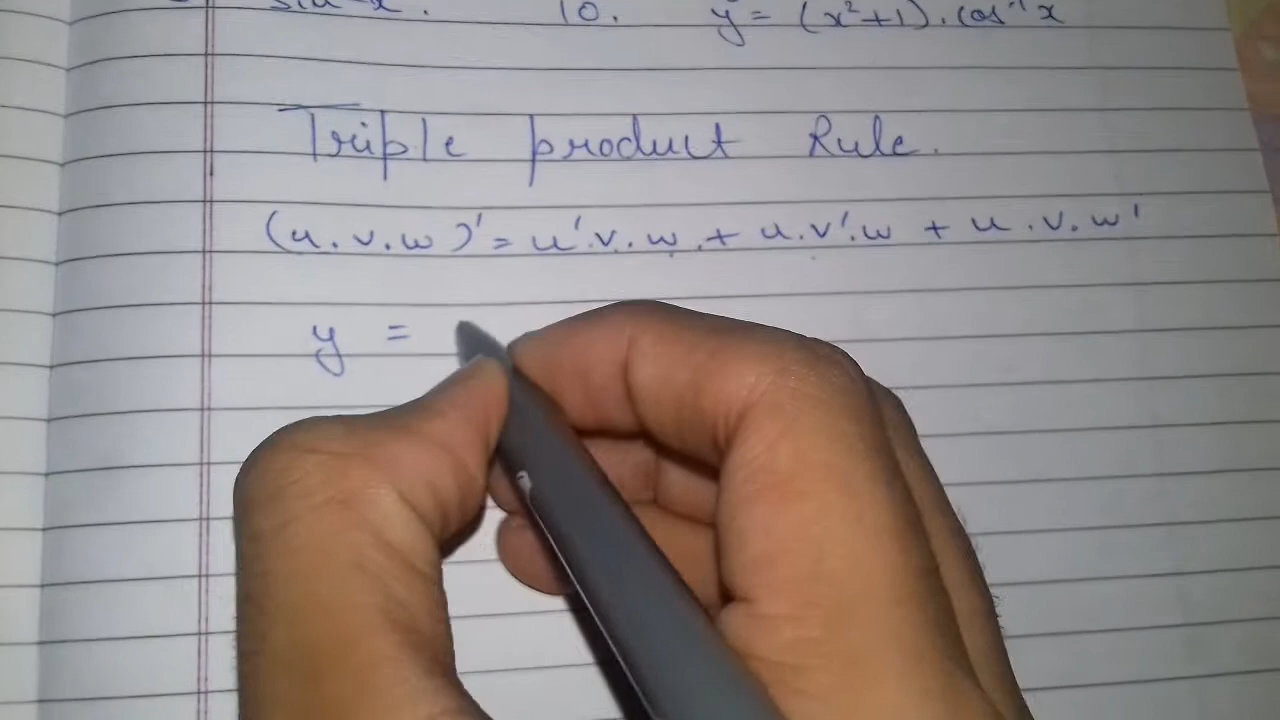 10. y = (x²+1).cos⁻¹x
Triple product Rule.
(u.v.w)' = u'.v.w + u.v'.w + u.v.w'
y =